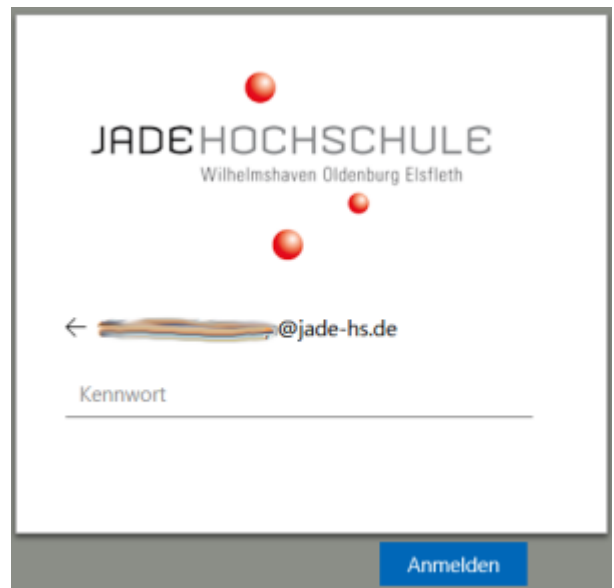 JADEHOCHSCHULE
Wilhelmshaven Oldenburg Elsfleth
← @jade-hs.de
Kennwort
Anmelden